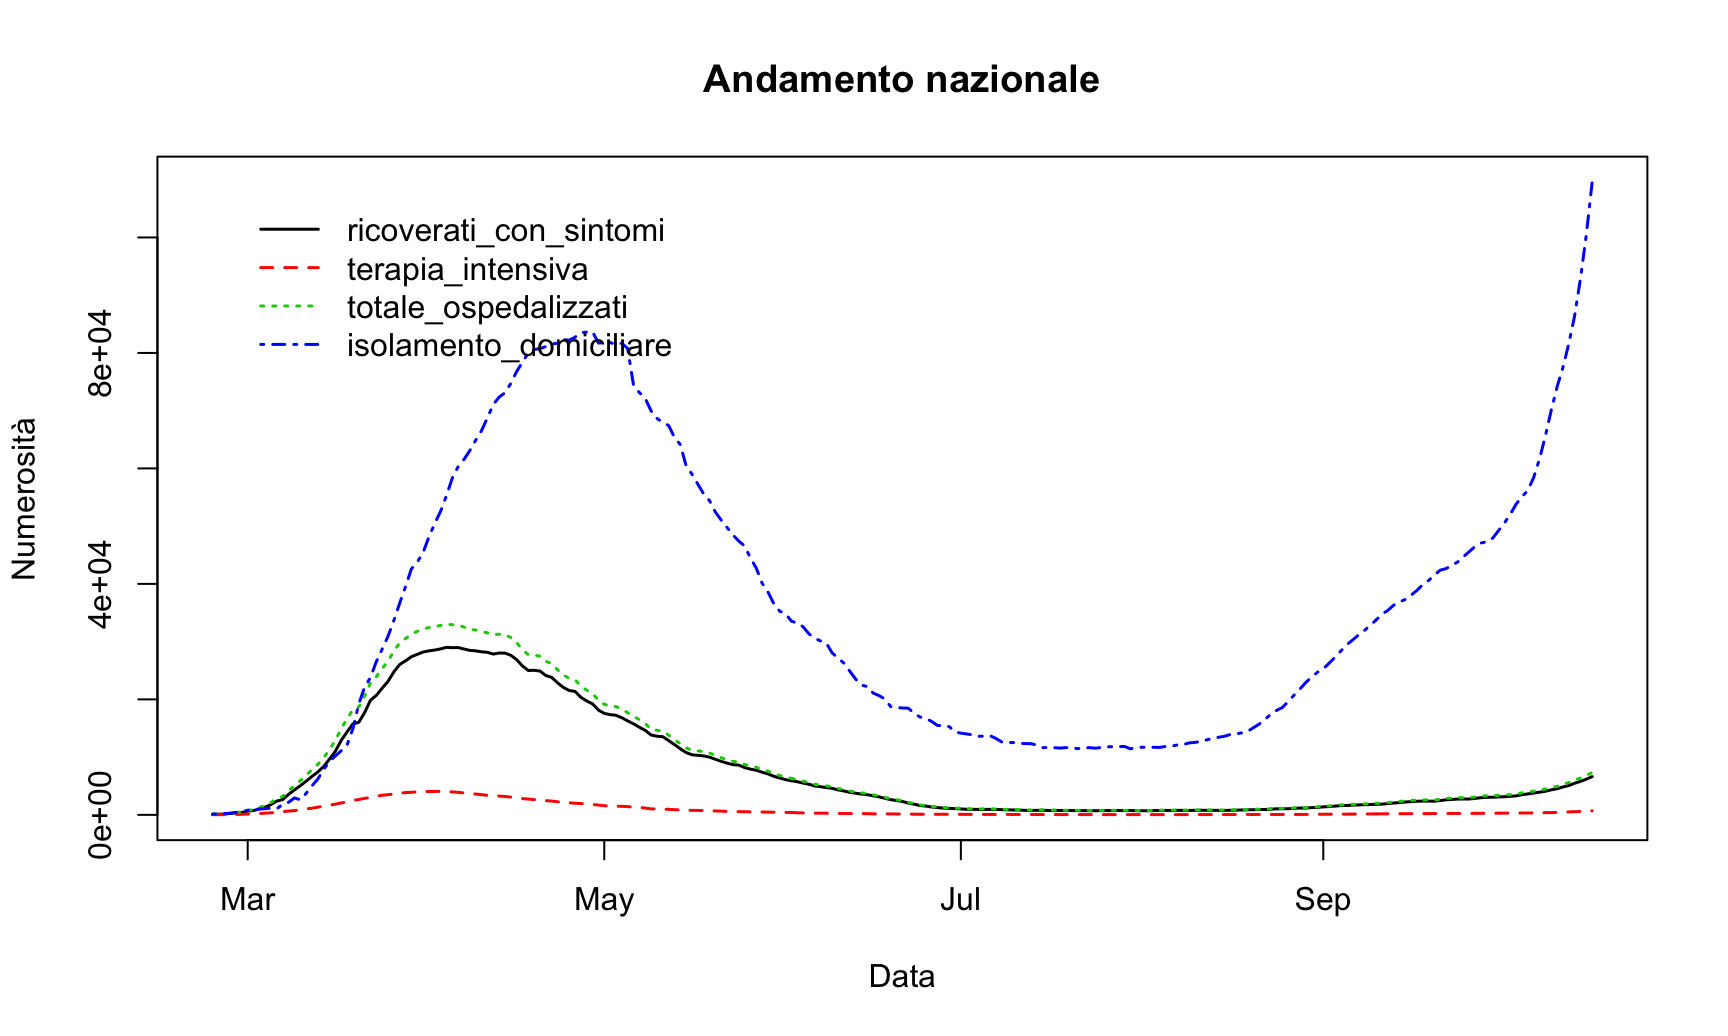 Andamento nazionale
ricoverati_con_sintomi
terapia_intensiva
totale_ospedalizzati
isolamento_domiciliare
Numerosità
8e+04
4e+04
0e+00
Mar May Jul Sep
Data